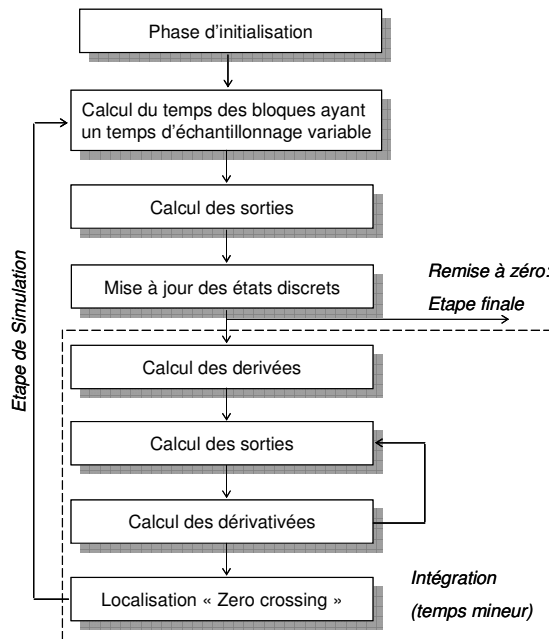 Phase d'initialisation
Calcul du temps des bloques ayant
un temps d'échantillonnage variable
Calcul des sorties
Mise à jour des états discrets
Remise à zéro:
Etape finale
Etape de Simulation
Calcul des derivées
Calcul des sorties
Calcul des dérivativées
Localisation « Zero crossing »
Intégration
(temps mineur)